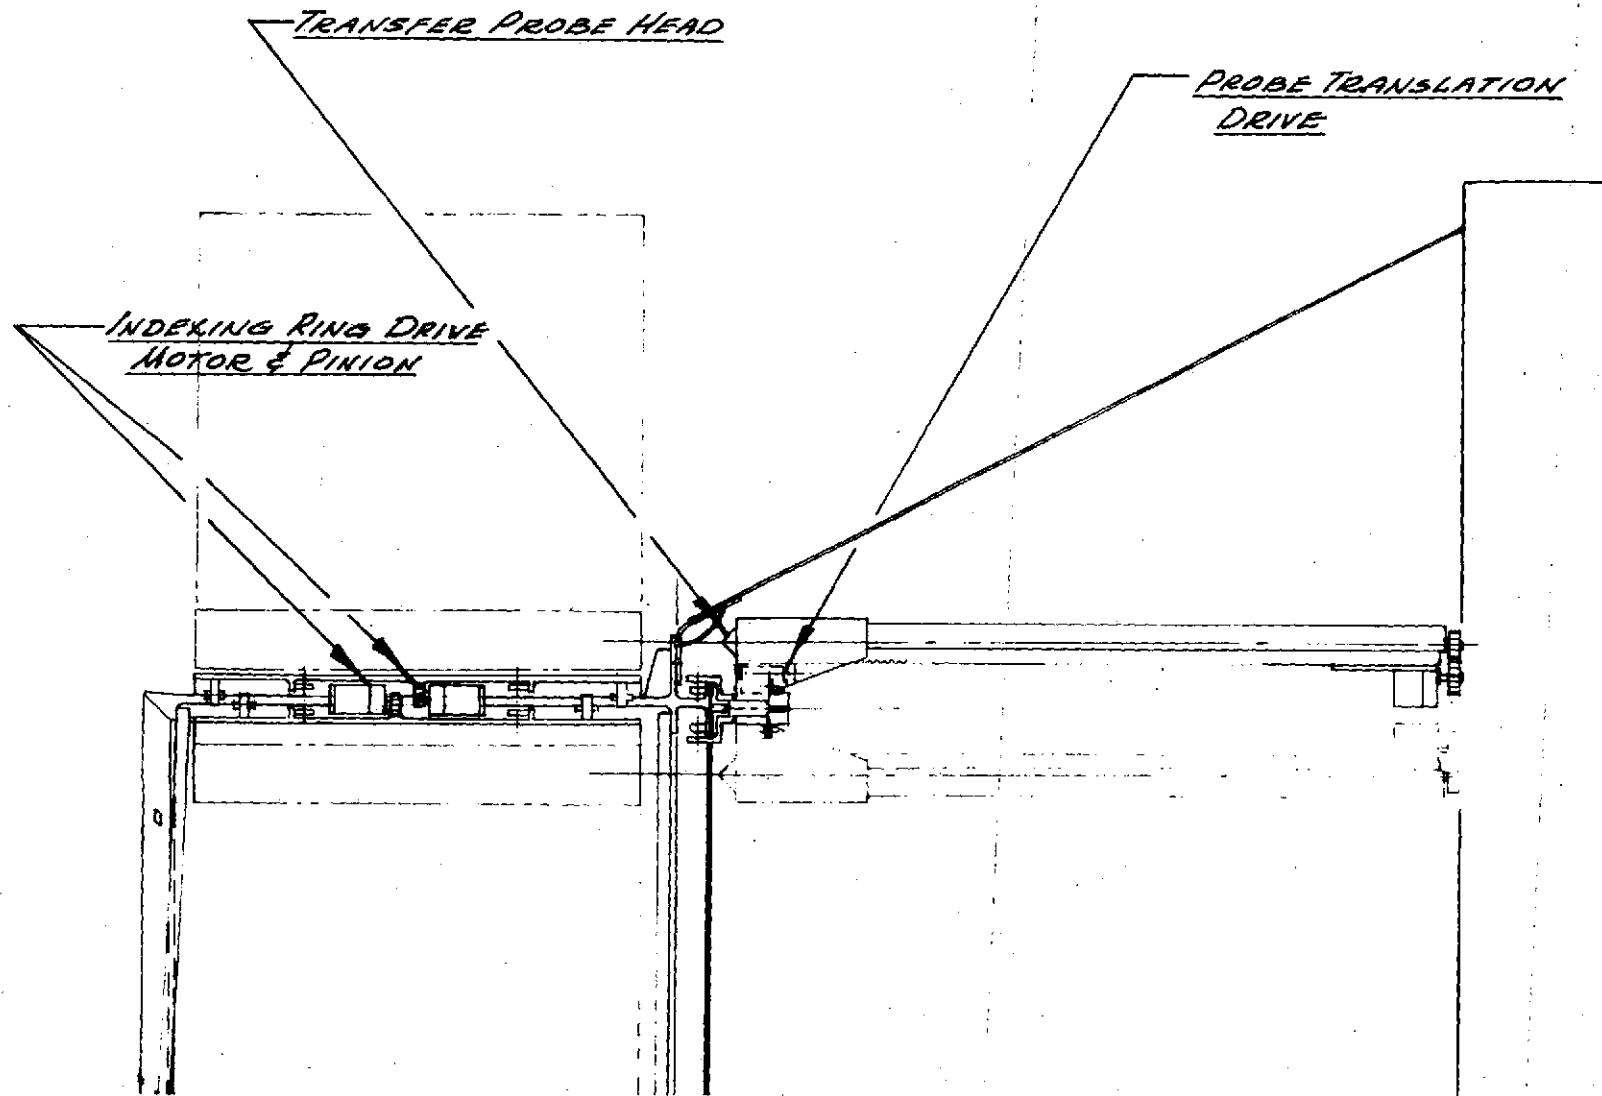 TRANSFER PROBE HEAD
PROBE TRANSLATION
DRIVE
INDEXING RING DRIVE
MOTOR & PINION